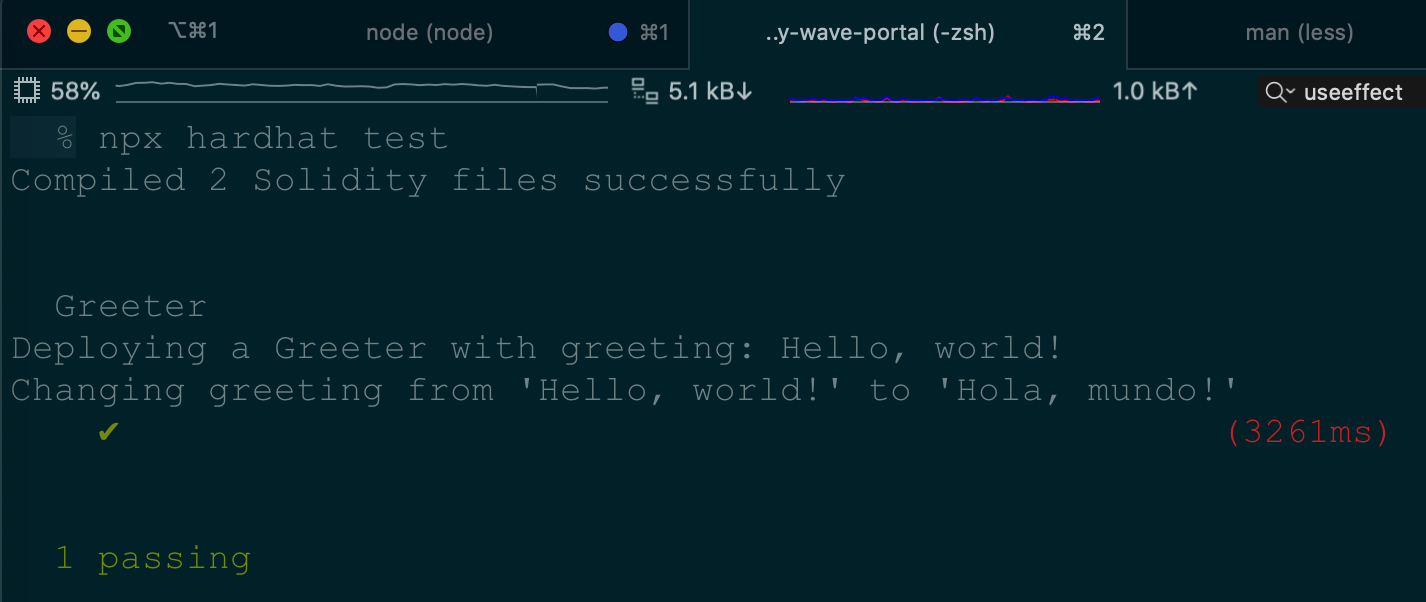 ⌥⌘1 node (node) ⌘1 ..y-wave-portal (-zsh) ⌘2 man (less)
58% 5.1 kB↓ 1.0 kB↑ useeffect
% npx hardhat test
Compiled 2 Solidity files successfully
Greeter
Deploying a Greeter with greeting: Hello, world!
Changing greeting from 'Hello, world!' to 'Hola, mundo!'
✔ (3261ms)
1 passing